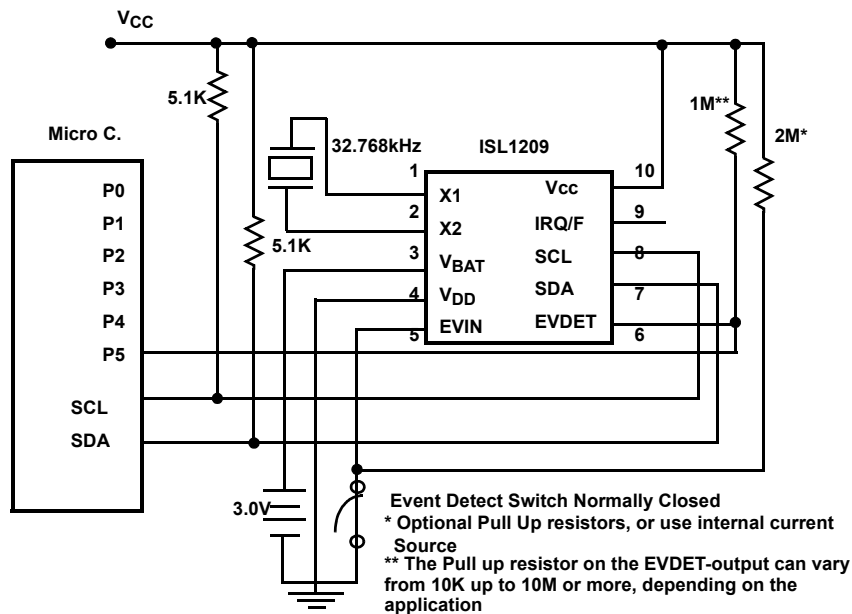 VCC
5.1K
1M**
2M*
Micro C.
32.768kHz
ISL1209
P0
P1
P2
P3
P4
P5
SCL
SDA
5.1K
1
2
3
4
5
X1
X2
VBAT
VDD
EVIN
Vcc
IRQ/F
SCL
SDA
EVDET
10
9
8
7
6
3.0V
Event Detect Switch Normally Closed
* Optional Pull Up resistors, or use internal current
Source
** The Pull up resistor on the EVDET-output can vary
from 10K up to 10M or more, depending on the
application